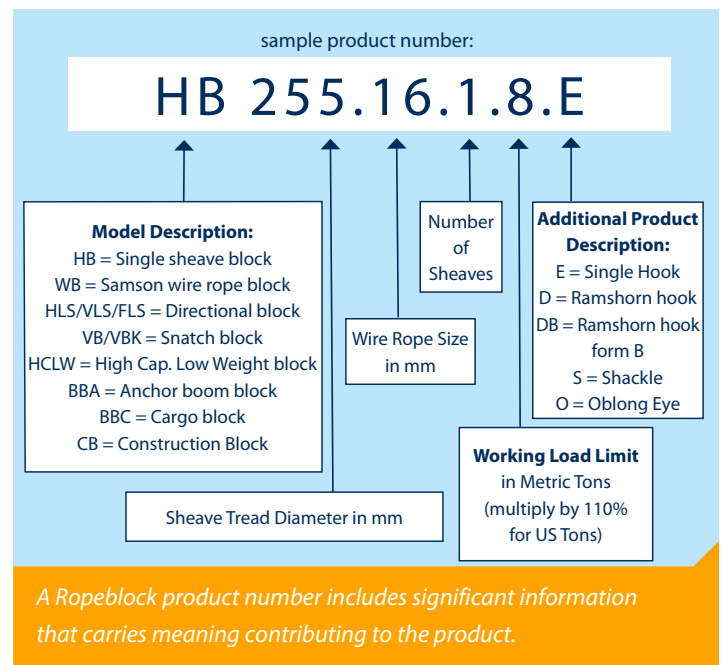 sample product number:
HB 255.16.1.8.E
Model Description:
HB = Single sheave block
WB = Samson wire rope block
HLS/VLS/FLS = Directional block
VB/VBK = Snatch block
HCLW = High Cap. Low Weight block
BBA = Anchor boom block
BBC = Cargo block
CB = Construction Block
Sheave Tread Diameter in mm
Wire Rope Size
in mm
Number
of
Sheaves
Working Load Limit
in Metric Tons
(multiply by 110%
for US Tons)
Additional Product
Description:
E = Single Hook
D = Ramshorn hook
DB = Ramshorn hook
form B
S = Shackle
O = Oblong Eye
A Ropeblock product number includes significant information
that carries meaning contributing to the product.